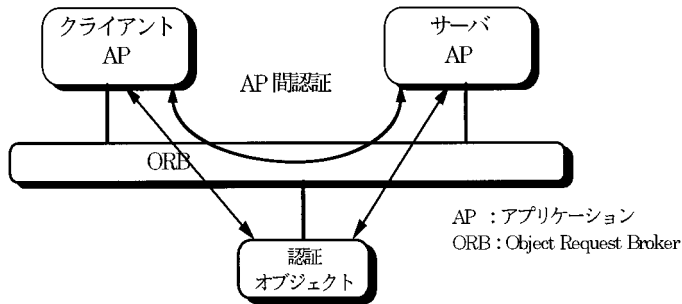 クライアント
AP
サーバ
AP
AP 間認証
ORB
認証
オブジェクト
AP ：アプリケーション
ORB：Object Request Broker